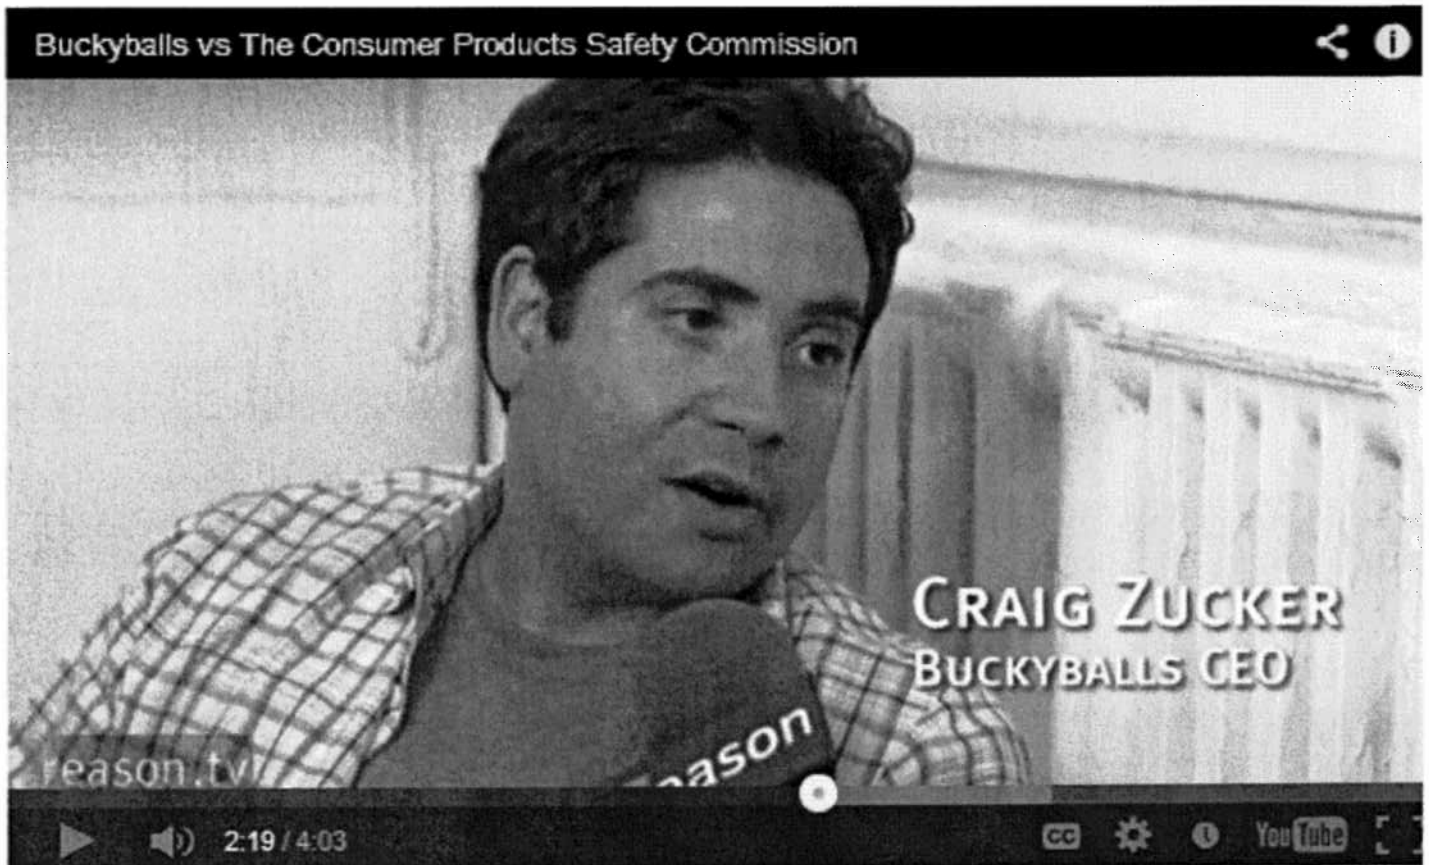 Buckyballs vs The Consumer Products Safety Commission
CRAIG ZUCKER
BUCKYBALLS CEO
reason.tv
eason
2:19 / 4:03
CC
YouTube